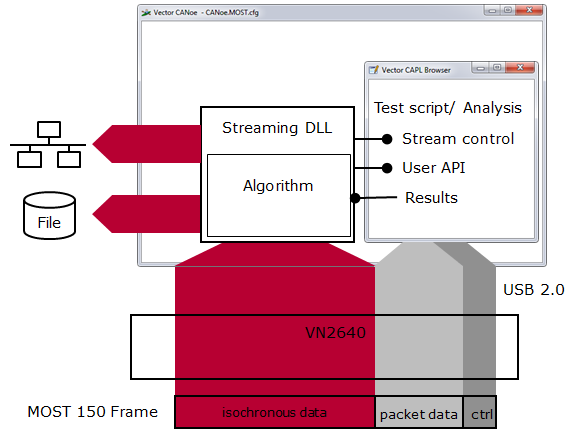 Vector CANoe - CANoe.MOST.cfg
Vector CAPL Browser
Test script/ Analysis
Streaming DLL
Stream control
User API
Algorithm
Results
File
USB 2.0
VN2640
MOST 150 Frame
isochronous data
packet data
ctrl